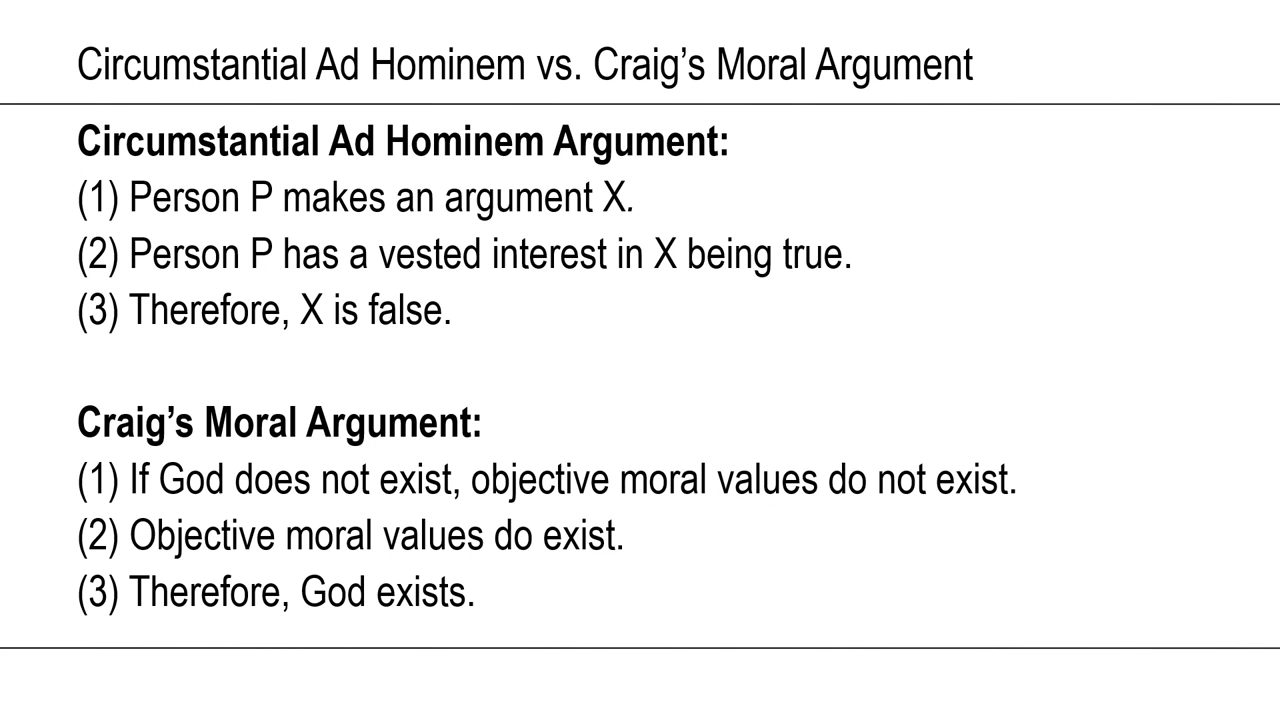 Circumstantial Ad Hominem vs. Craig’s Moral Argument
Circumstantial Ad Hominem Argument:
(1) Person P makes an argument X.
(2) Person P has a vested interest in X being true.
(3) Therefore, X is false.
Craig’s Moral Argument:
(1) If God does not exist, objective moral values do not exist.
(2) Objective moral values do exist.
(3) Therefore, God exists.